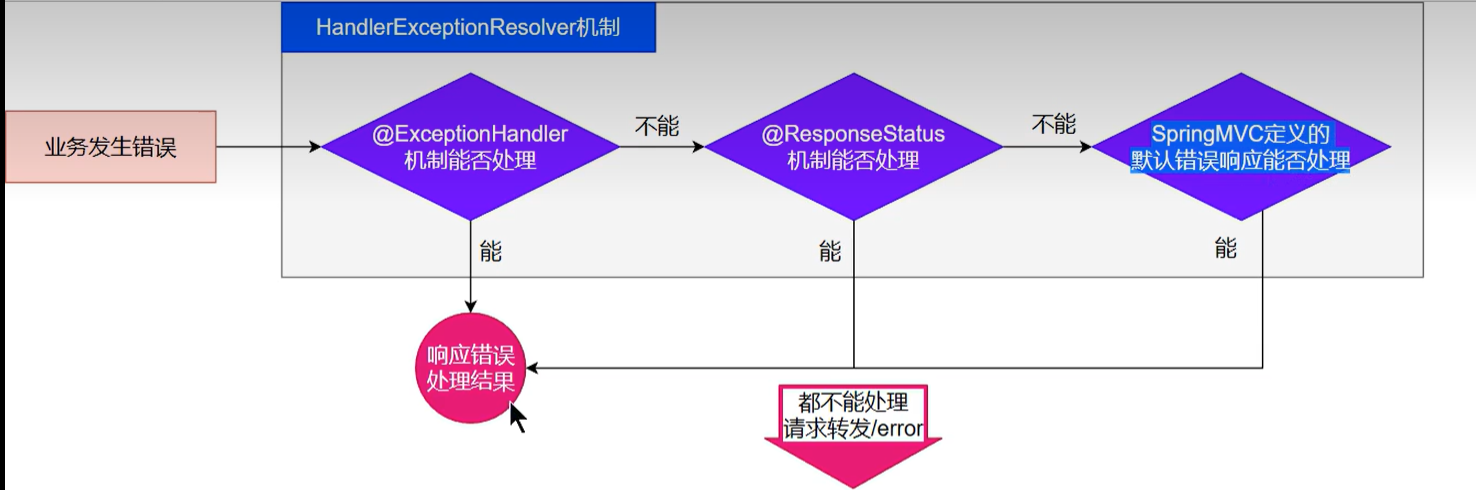 HandlerExceptionResolver机制
业务发生错误
@ExceptionHandler
机制能否处理
不能
@ResponseStatus
机制能否处理
不能
SpringMVC定义的
默认错误响应能否处理
能
能
能
响应错误
处理结果
都不能处理
请求转发/error